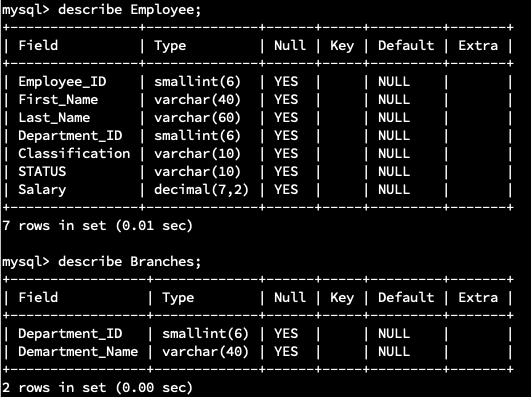 mysql> describe Employee;
+----------------+--------------+------+-----+---------+-------+
| Field          | Type         | Null | Key | Default | Extra |
+----------------+--------------+------+-----+---------+-------+
| Employee_ID    | smallint(6)  | YES  |     | NULL    |       |
| First_Name     | varchar(40)  | YES  |     | NULL    |       |
| Last_Name      | varchar(60)  | YES  |     | NULL    |       |
| Department_ID  | smallint(6)  | YES  |     | NULL    |       |
| Classification | varchar(10)  | YES  |     | NULL    |       |
| STATUS         | varchar(10)  | YES  |     | NULL    |       |
| Salary         | decimal(7,2) | YES  |     | NULL    |       |
+----------------+--------------+------+-----+---------+-------+
7 rows in set (0.01 sec)
mysql> describe Branches;
+-----------------+-------------+------+-----+---------+-------+
| Field           | Type        | Null | Key | Default | Extra |
+-----------------+-------------+------+-----+---------+-------+
| Department_ID   | smallint(6) | YES  |     | NULL    |       |
| Demartment_Name | varchar(40) | YES  |     | NULL    |       |
+-----------------+-------------+------+-----+---------+-------+
2 rows in set (0.00 sec)